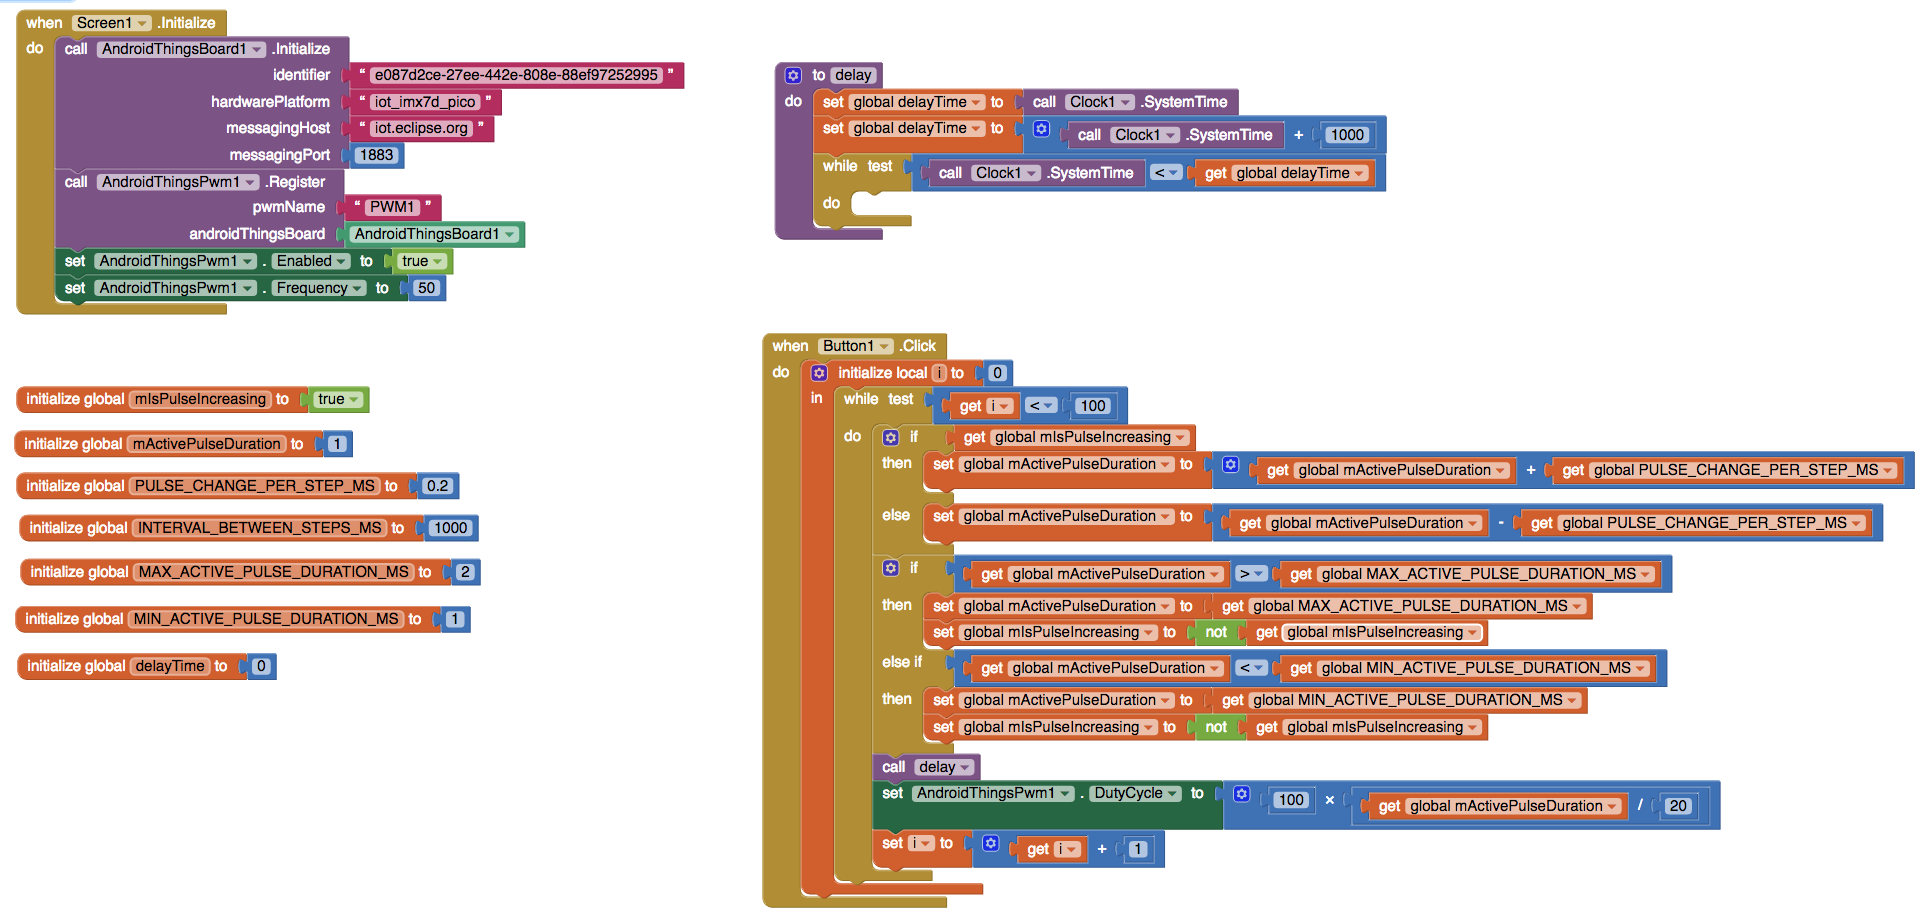 when Screen1 .Initialize
do call AndroidThingsBoard1 .Initialize
identifier " e087d2ce-27ee-442e-808e-88ef97252995 "
hardwarePlatform " iot_imx7d_pico "
messagingHost " iot.eclipse.org "
messagingPort 1883
call AndroidThingsPwm1 .Register
pwmName " PWM1 "
androidThingsBoard AndroidThingsBoard1
set AndroidThingsPwm1 . Enabled to true
set AndroidThingsPwm1 . Frequency to 50
initialize global mIsPulseIncreasing to true
initialize global mActivePulseDuration to 1
initialize global PULSE_CHANGE_PER_STEP_MS to 0.2
initialize global INTERVAL_BETWEEN_STEPS_MS to 1000
initialize global MAX_ACTIVE_PULSE_DURATION_MS to 2
initialize global MIN_ACTIVE_PULSE_DURATION_MS to 1
initialize global delayTime to 0
to delay
do set global delayTime to call Clock1 .SystemTime
set global delayTime to call Clock1 .SystemTime + 1000
while test call Clock1 .SystemTime < get global delayTime
do
when Button1 .Click
do initialize local i to 0
in while test get i < 100
do if get global mIsPulseIncreasing
then set global mActivePulseDuration to get global mActivePulseDuration + get global PULSE_CHANGE_PER_STEP_MS
else set global mActivePulseDuration to get global mActivePulseDuration - get global PULSE_CHANGE_PER_STEP_MS
if get global mActivePulseDuration > get global MAX_ACTIVE_PULSE_DURATION_MS
then set global mActivePulseDuration to get global MAX_ACTIVE_PULSE_DURATION_MS
set global mIsPulseIncreasing to not get global mIsPulseIncreasing
else if get global mActivePulseDuration < get global MIN_ACTIVE_PULSE_DURATION_MS
then set global mActivePulseDuration to get global MIN_ACTIVE_PULSE_DURATION_MS
set global mIsPulseIncreasing to not get global mIsPulseIncreasing
call delay
set AndroidThingsPwm1 . DutyCycle to 100 × get global mActivePulseDuration / 20
set i to get i + 1